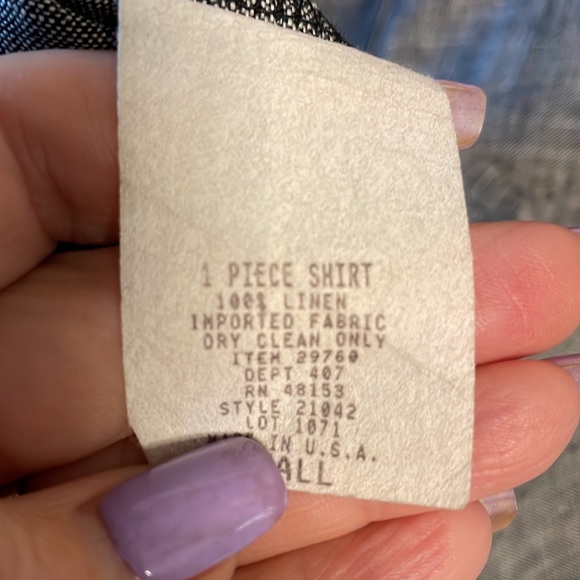 1 PIECE SHIRT
100% LINEN
IMPORTED FABRIC
DRY CLEAN ONLY
ITEM 29760
DEPT 407
RN 48153
STYLE 21042
LOT 1071
IN U.S.A.